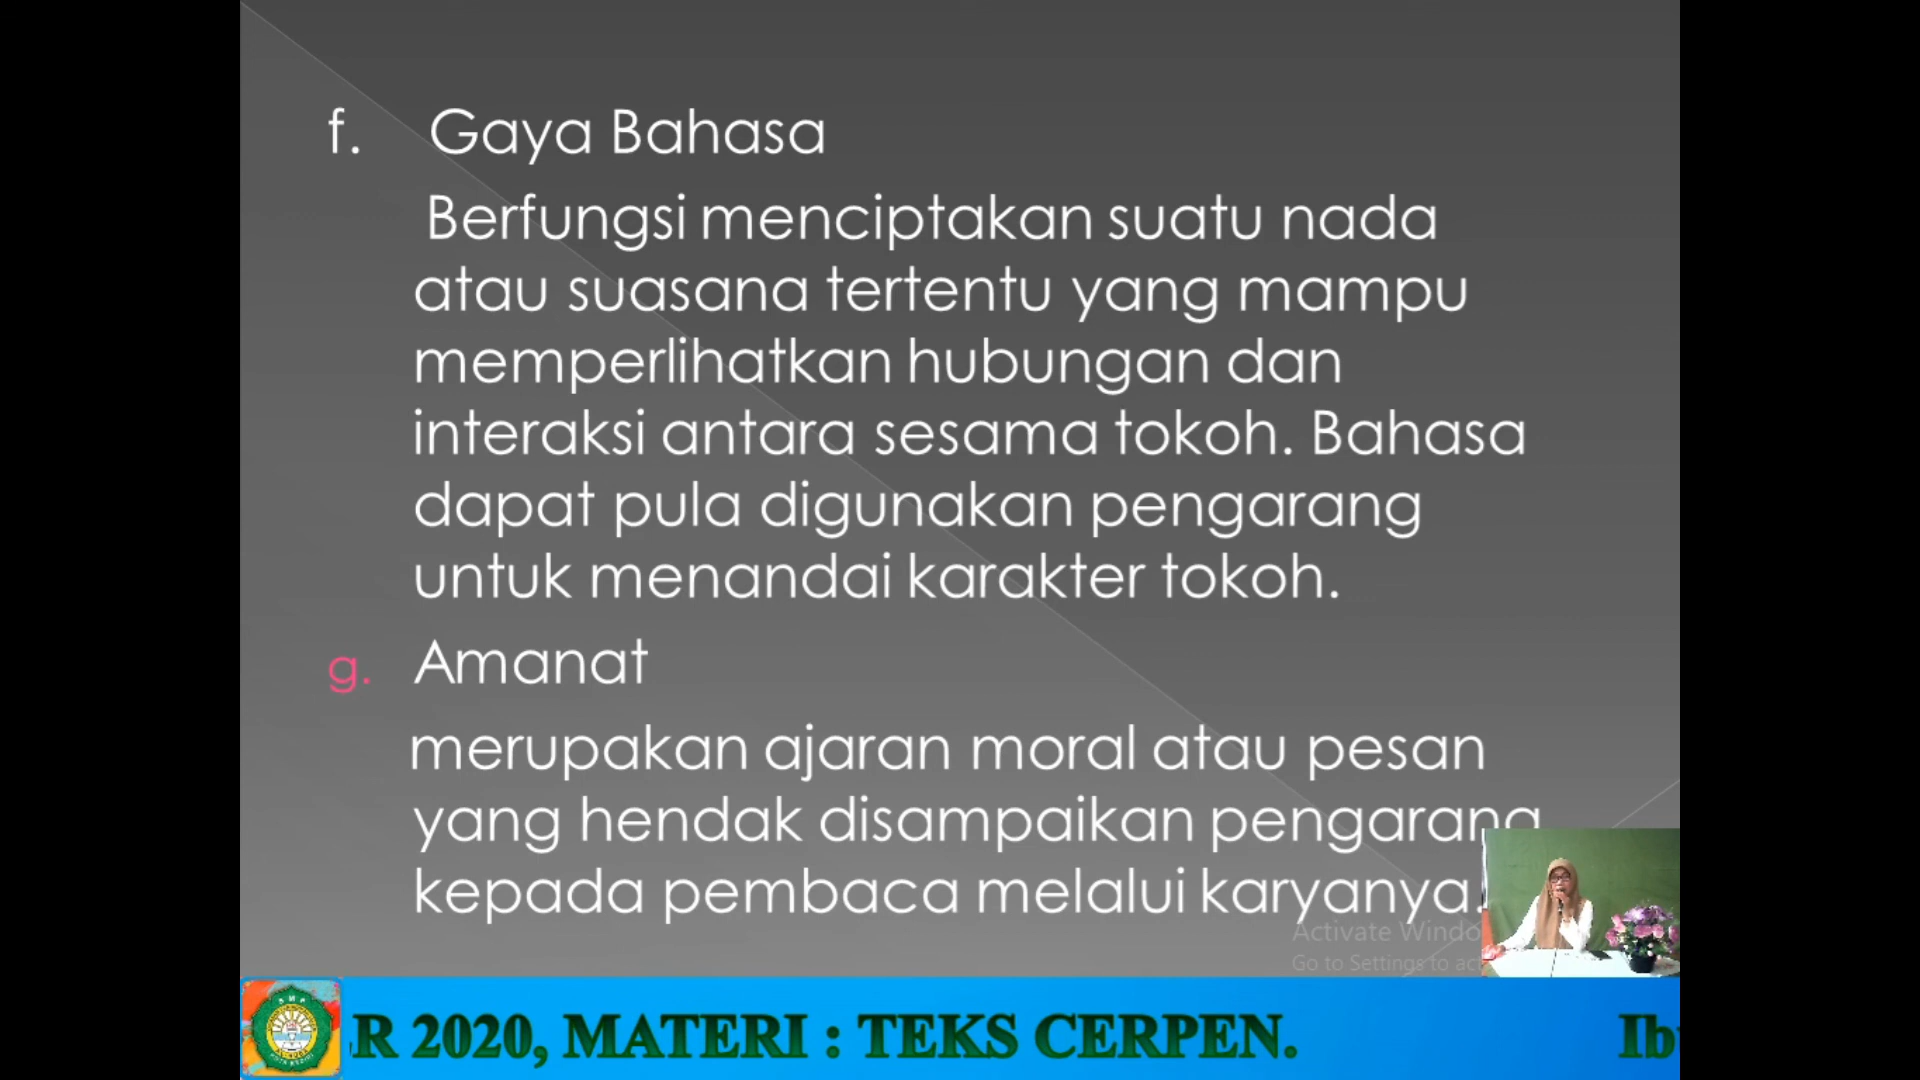 f. Gaya Bahasa
Berfungsi menciptakan suatu nada
atau suasana tertentu yang mampu
memperlihatkan hubungan dan
interaksi antara sesama tokoh. Bahasa
dapat pula digunakan pengarang
untuk menandai karakter tokoh.
g. Amanat
merupakan ajaran moral atau pesan
yang hendak disampaikan pengarang
kepada pembaca melalui karyanya.
Activate Windo
Go to Settings to ac
SMP
R 2020, MATERI : TEKS CERPEN. Ib